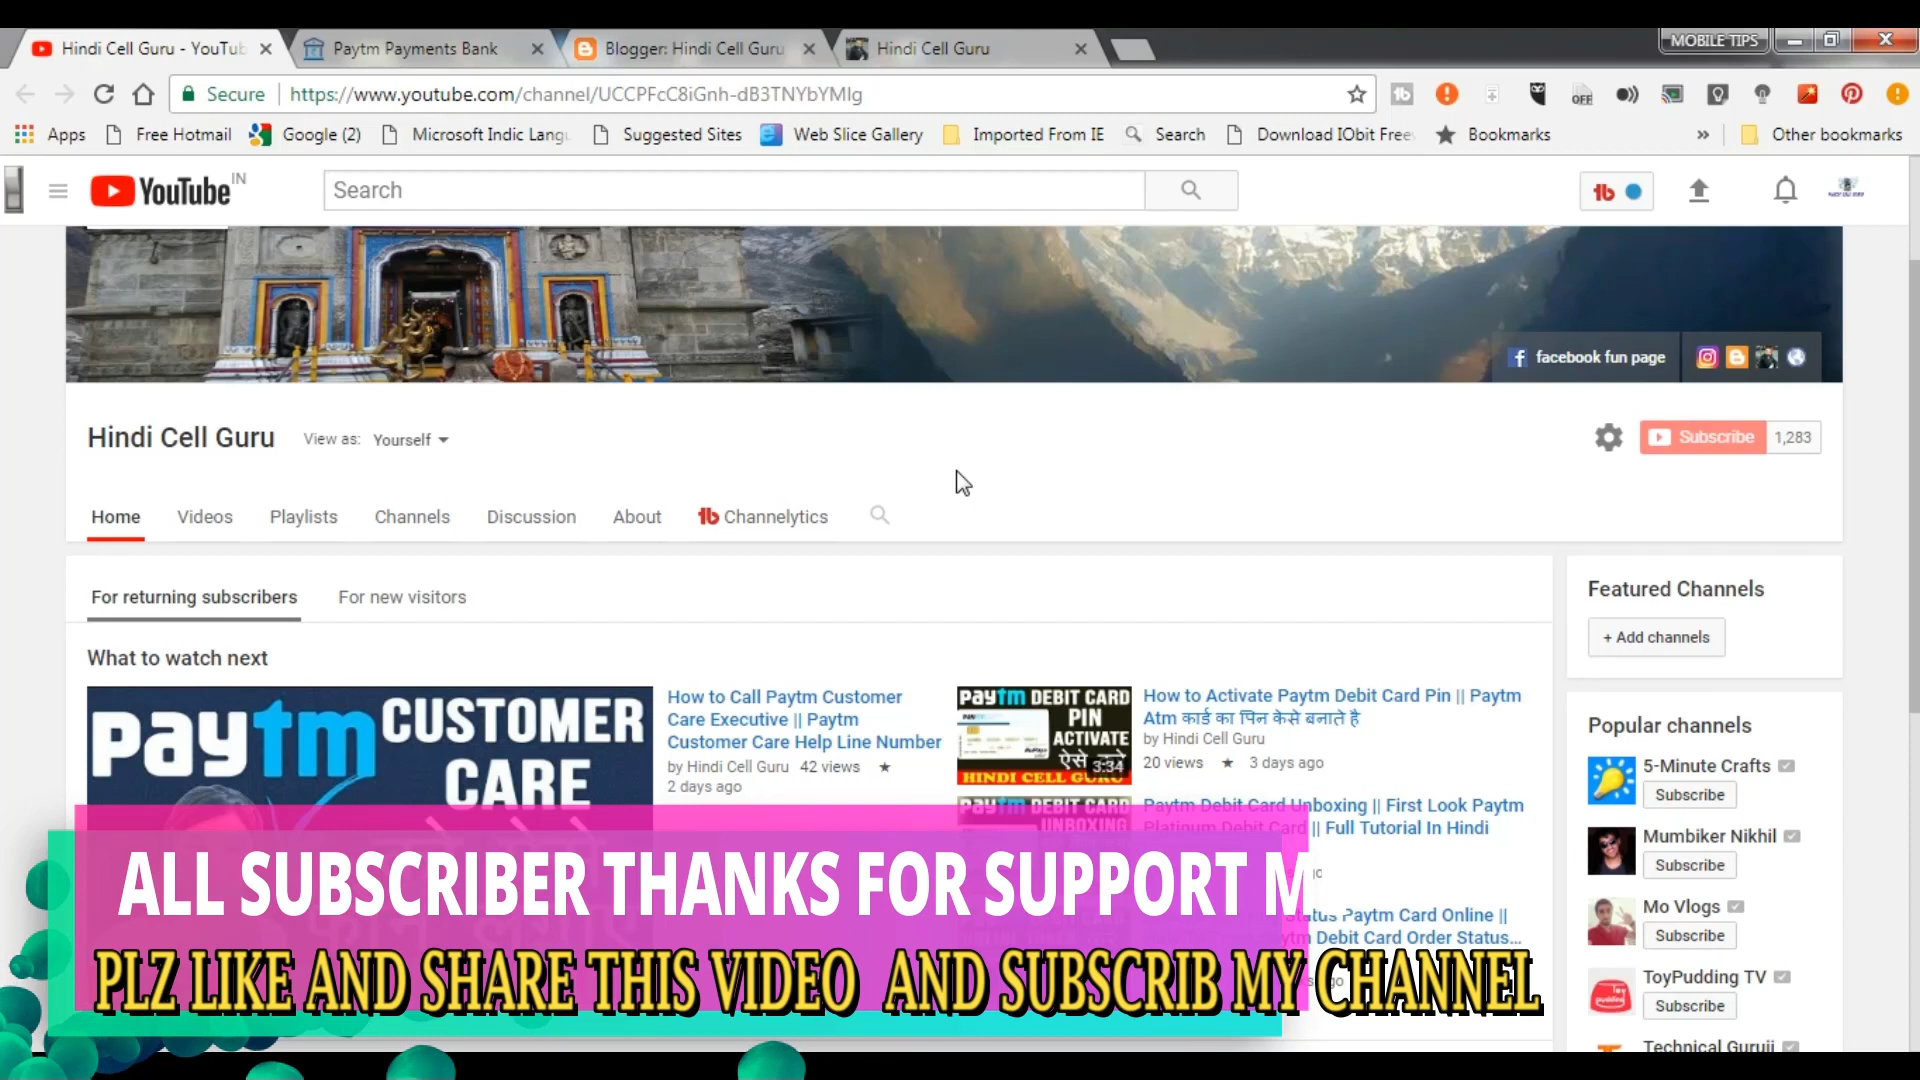 Hindi Cell Guru - YouTub
Paytm Payments Bank
Blogger: Hindi Cell Guru
Hindi Cell Guru
MOBILE TIPS
Secure
https://www.youtube.com/channel/UCCPFcC8iGnh-dB3TNYbYMIg
OFF
Apps
Free Hotmail
Google (2)
Microsoft Indic Lang
Suggested Sites
Web Slice Gallery
Imported From IE
Search
Download IObit Free
Bookmarks
»
Other bookmarks
YouTube IN
Search
facebook fun page
Hindi Cell Guru
View as: Yourself
Subscribe 1,283
Home
Videos
Playlists
Channels
Discussion
About
Channelytics
For returning subscribers
For new visitors
What to watch next
paytm CUSTOMER
CARE
How to Call Paytm Customer
Care Executive || Paytm
Customer Care Help Line Number
by Hindi Cell Guru 42 views ★
2 days ago
paytm DEBIT CARD
PIN
ACTIVATE
ऐसे
3:34
HINDI CELL GURU
How to Activate Paytm Debit Card Pin || Paytm
Atm कार्ड का पिन केसे बनाते है
by Hindi Cell Guru
20 views ★ 3 days ago
paytm DEBIT CARD
UNBOXING
Paytm Debit Card Unboxing || First Look Paytm
Platinum Debit Card || Full Tutorial In Hindi
Status Paytm Card Online ||
Debit Card Order Status...
Featured Channels
+ Add channels
Popular channels
5-Minute Crafts
Subscribe
Mumbiker Nikhil
Subscribe
Mo Vlogs
Subscribe
ToyPudding TV
Subscribe
Technical Guruji
ALL SUBSCRIBER THANKS FOR SUPPORT M
PLZ LIKE AND SHARE THIS VIDEO AND SUBSCRIB MY CHANNEL